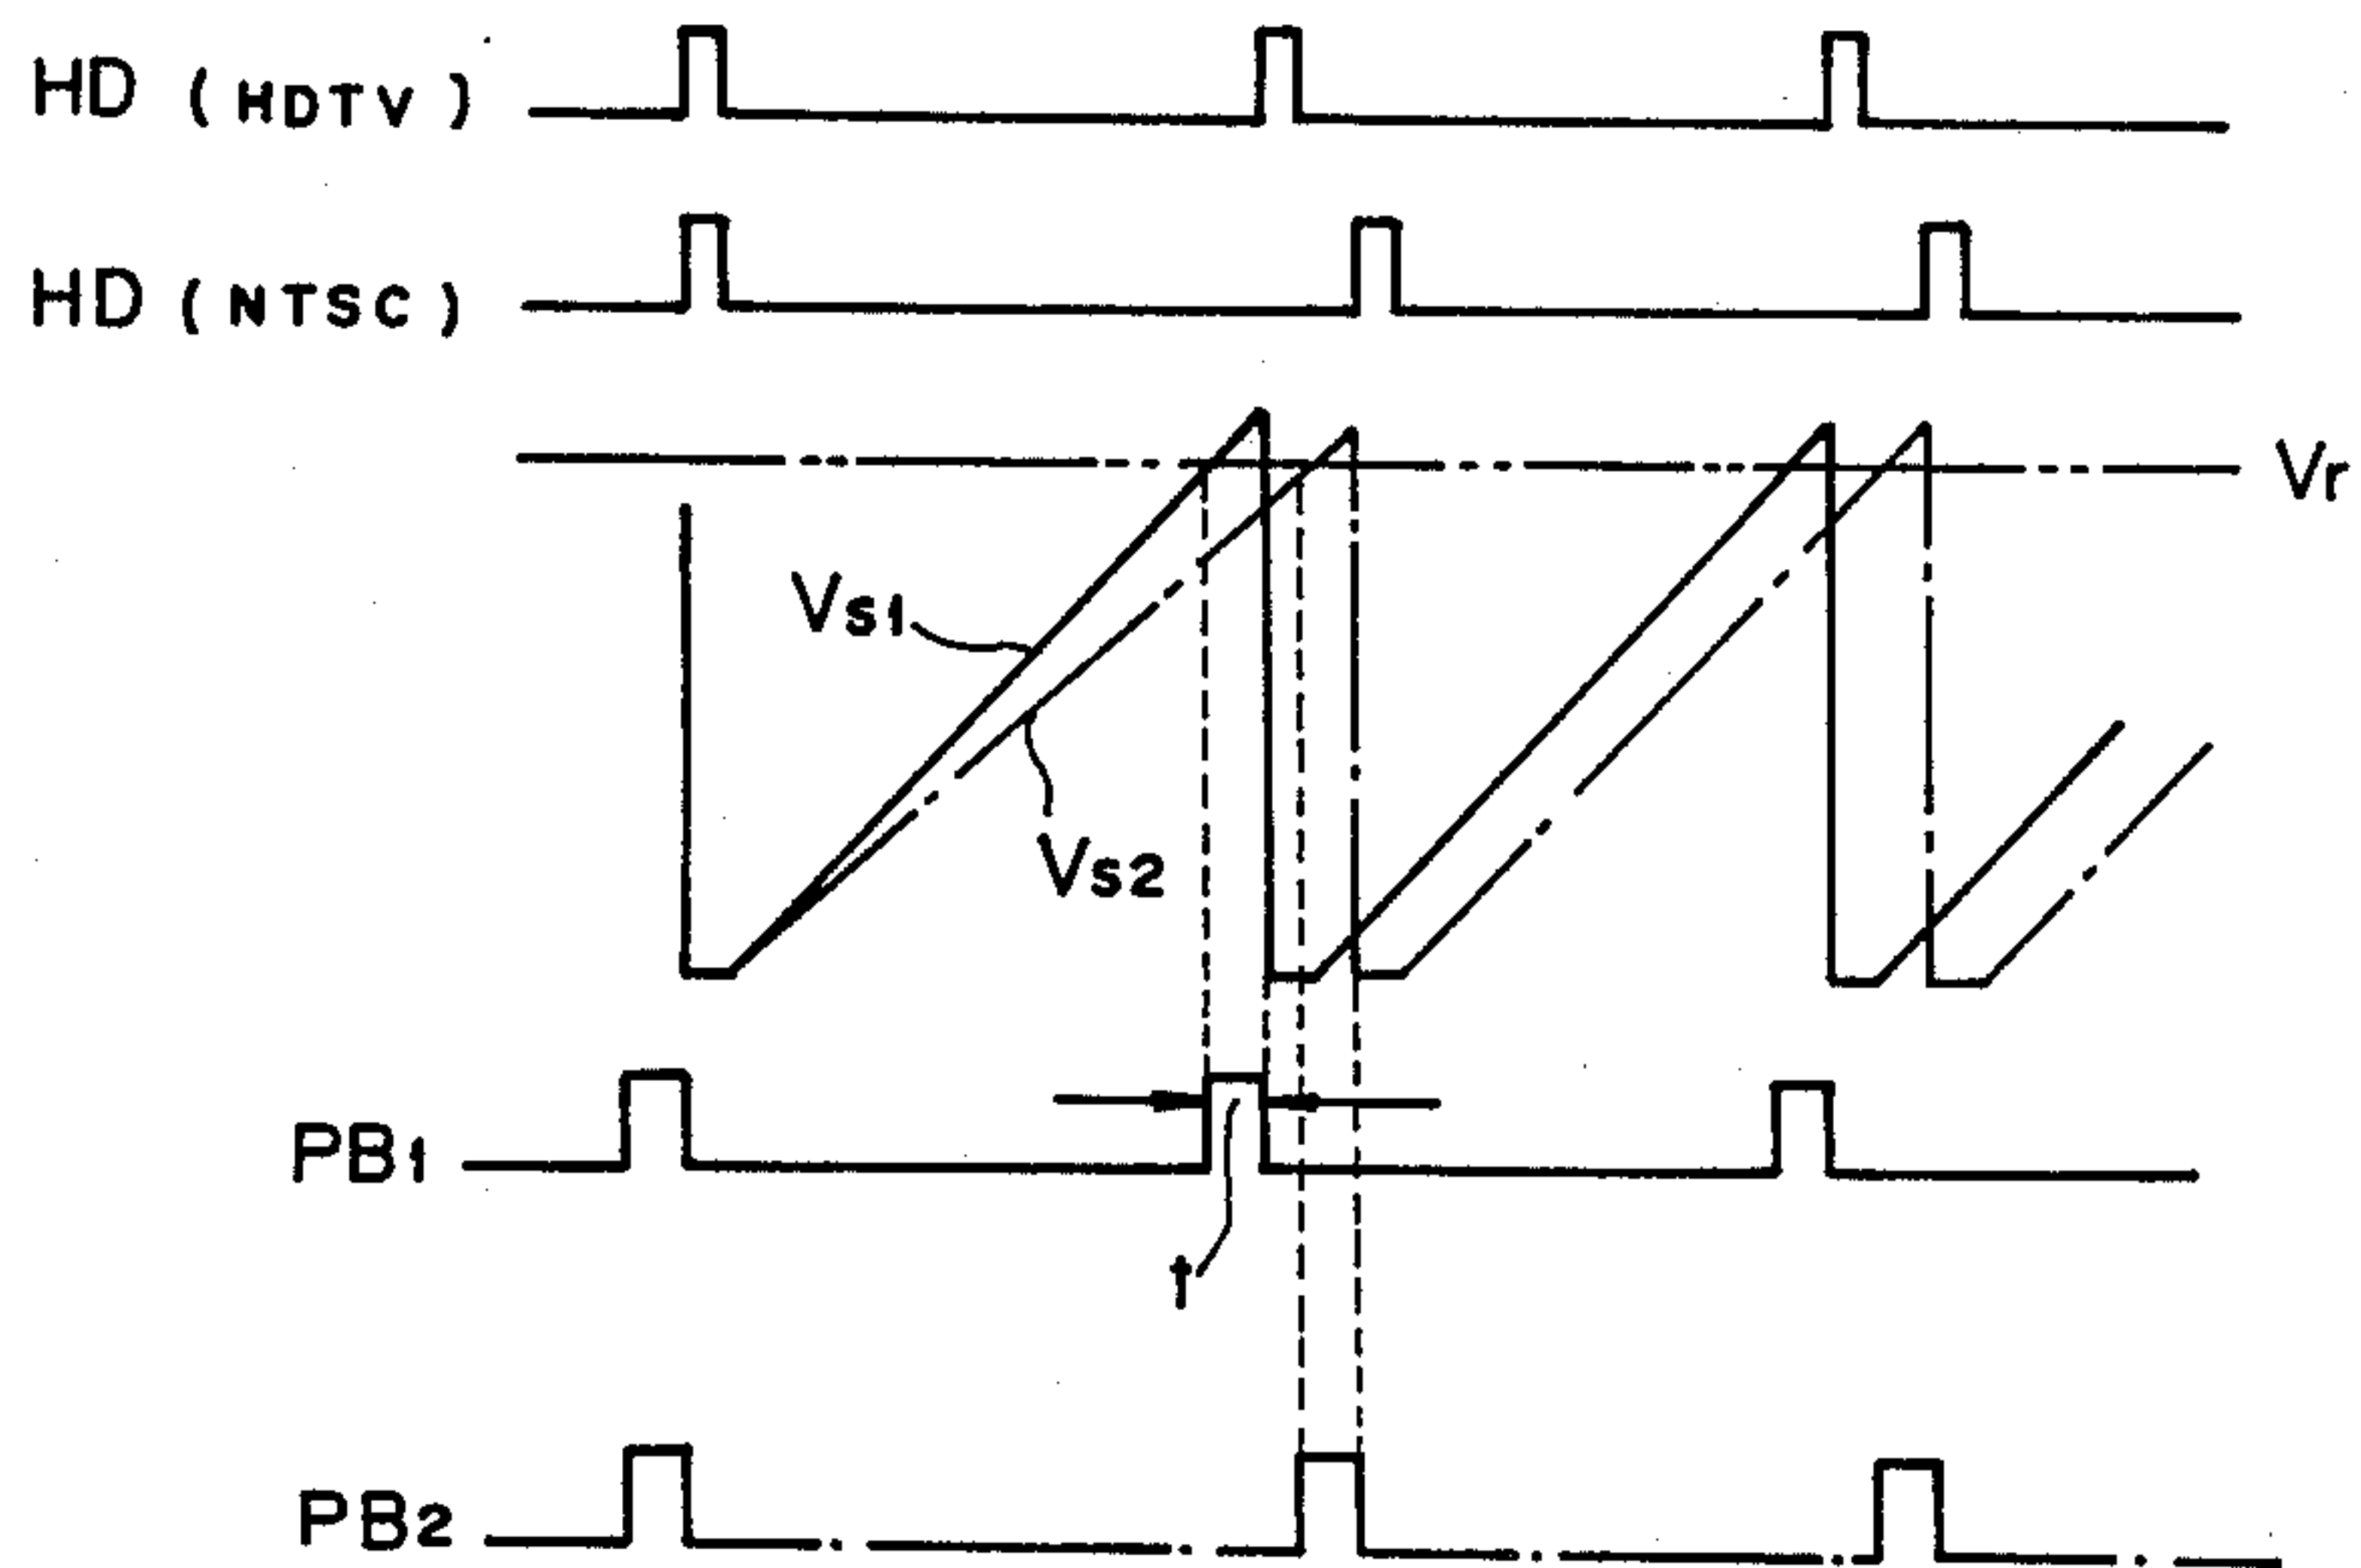 HD (HDTV)
HD (NTSC)
Vr
Vs1
Vs2
PB1
t
PB2